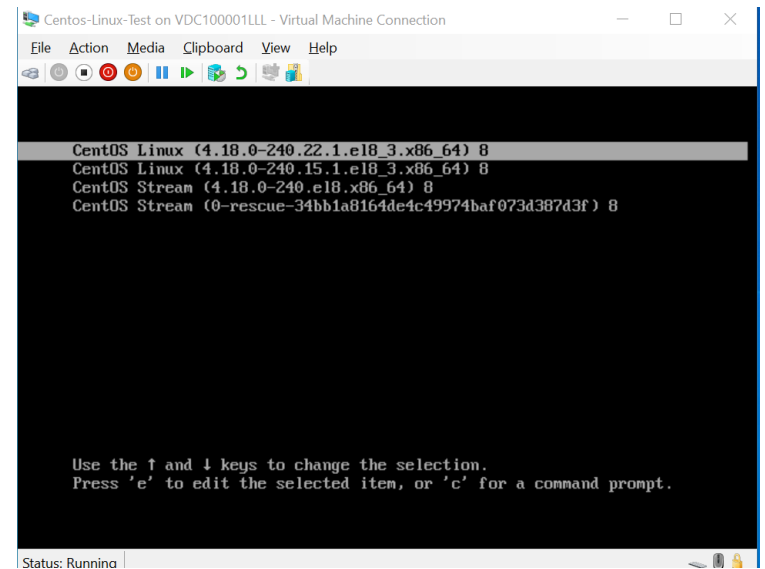 Centos-Linux-Test on VDC100001LLL - Virtual Machine Connection
File Action Media Clipboard View Help
CentOS Linux (4.18.0-240.22.1.el8_3.x86_64) 8
CentOS Linux (4.18.0-240.15.1.el8_3.x86_64) 8
CentOS Stream (4.18.0-240.el8.x86_64) 8
CentOS Stream (0-rescue-34bb1a8164de4c49974baf073d387d3f) 8
Use the ↑ and ↓ keys to change the selection.
Press 'e' to edit the selected item, or 'c' for a command prompt.
Status: Running